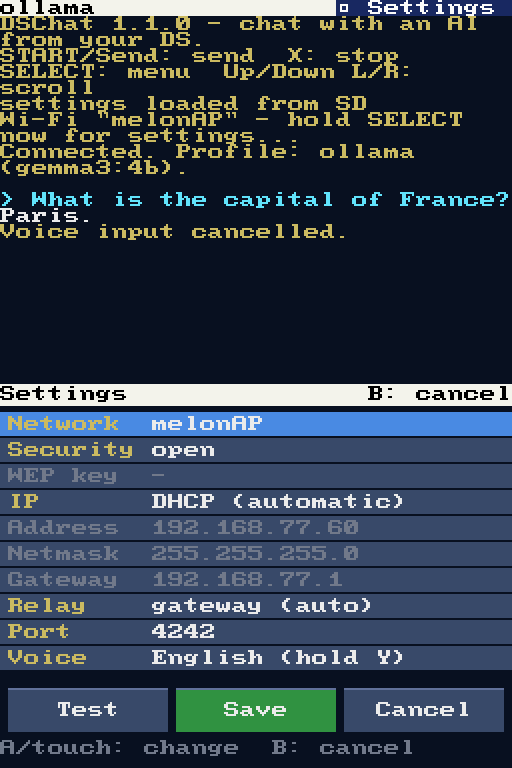 ollama ▫ Settings
DSChat 1.1.0 - chat with an AI
from your DS.
START/Send: send X: stop
SELECT: menu Up/Down L/R:
scroll
settings loaded from SD
Wi-Fi "melonAP" - hold SELECT
now for settings...
Connected. Profile: ollama
(gemma3:4b).
> What is the capital of France?
Paris.
Voice input cancelled.
Settings B: cancel
Network melonAP
Security open
WEP key -
IP DHCP (automatic)
Address 192.168.77.60
Netmask 255.255.255.0
Gateway 192.168.77.1
Relay gateway (auto)
Port 4242
Voice English (hold Y)
Test Save Cancel
A/touch: change B: cancel